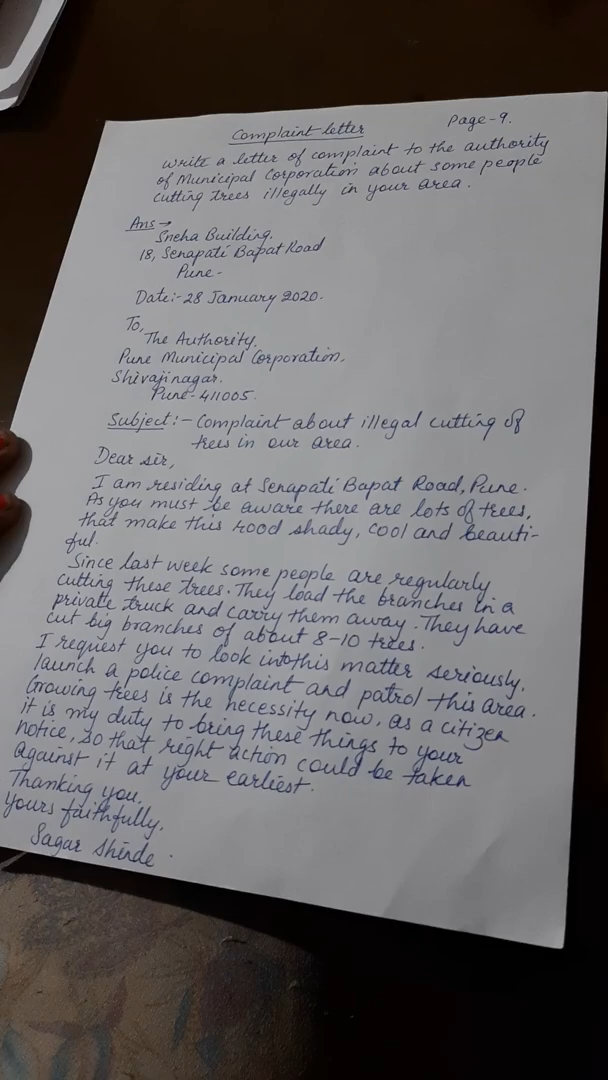 Complaint letter
Page-9.
Write a letter of complaint to the authority
of Municipal Corporation about some people
cutting trees illegally in your area.
Ans →
Sneha Building.
18, Senapati Bapat Road
Pune-
Date:- 28 January 2020.
To,
The Authority.
Pune Municipal Corporation,
Shivajinagar.
Pune-411005.
Subject:- Complaint about illegal cutting of
trees in our area.
Dear sir,
I am residing at Senapati Bapat Road, Pune.
As you must be aware there are lots of trees,
that make this road shady, cool and beauti-
ful.
Since last week some people are regularly
cutting these trees. They load the branches in a
private truck and carry them away. They have
cut big branches of about 8-10 trees.
I request you to look into this matter seriously.
launch a police complaint and patrol this area.
Growing trees is the necessity now, as a citizen
it is my duty to bring these things to your
notice, so that right action could be taken
against it at your earliest.
Thanking you,
yours faithfully,
Sagar Shinde.